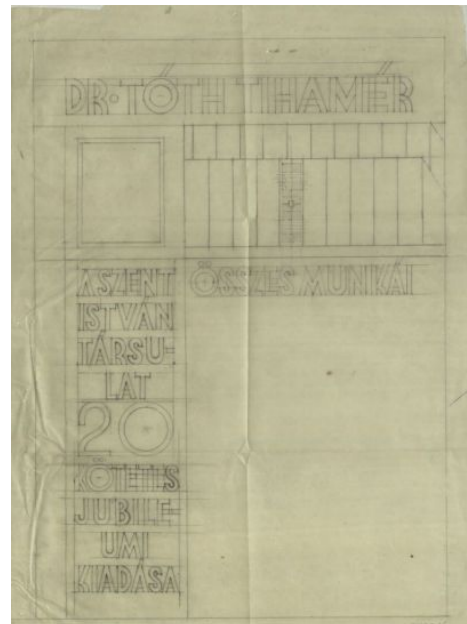 DR·TÓTH TIHAMÉR
ÖSSZES MUNKÁI
A SZENT
ISTVÁN
TÁRSU-
LAT
20
KÖTETES
JUBILE-
UMI
KIADÁSA